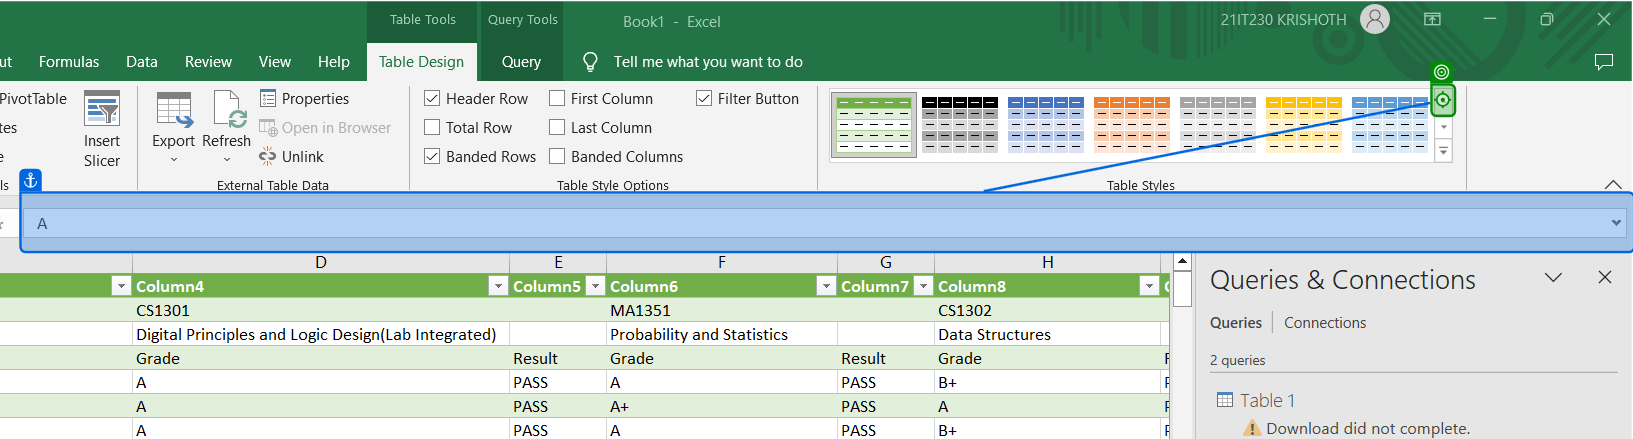 Table Tools Query Tools Book1 - Excel 21IT230 KRISHOTH
ut Formulas Data Review View Help Table Design Query Tell me what you want to do
PivotTable Properties Header Row First Column Filter Button
tes Export Refresh Open in Browser Total Row Last Column
e Insert Slicer Unlink Banded Rows Banded Columns
ls External Table Data Table Style Options Table Styles
A
D E F G H
Column4 Column5 Column6 Column7 Column8
CS1301 MA1351 CS1302
Digital Principles and Logic Design(Lab Integrated) Probability and Statistics Data Structures
Grade Result Grade Result Grade
A PASS A PASS B+
A PASS A+ PASS A
A PASS A PASS B+
Queries & Connections
Queries Connections
2 queries
Table 1
Download did not complete.